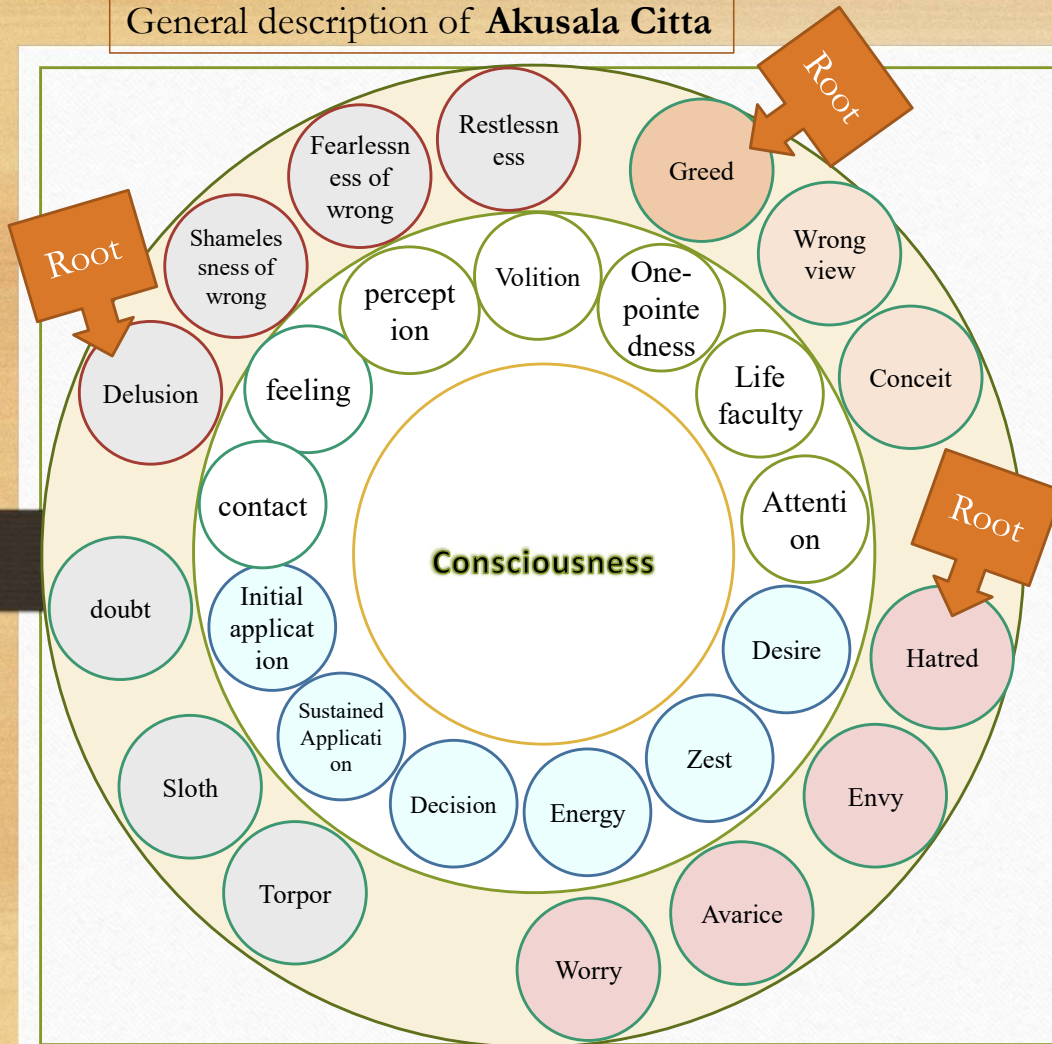 General description of Akusala Citta
Root
Root
Root
Restlessn
ess
Greed
Fearlessn
ess of
wrong
Wrong
view
Shameles
sness of
wrong
Conceit
Delusion
doubt
Sloth
Torpor
Worry
Avarice
Envy
Hatred
Volition
One-
pointe
dness
percept
ion
Life
faculty
feeling
Attenti
on
contact
Initial
applicat
ion
Desire
Sustained
Applicati
on
Zest
Decision
Energy
Consciousness